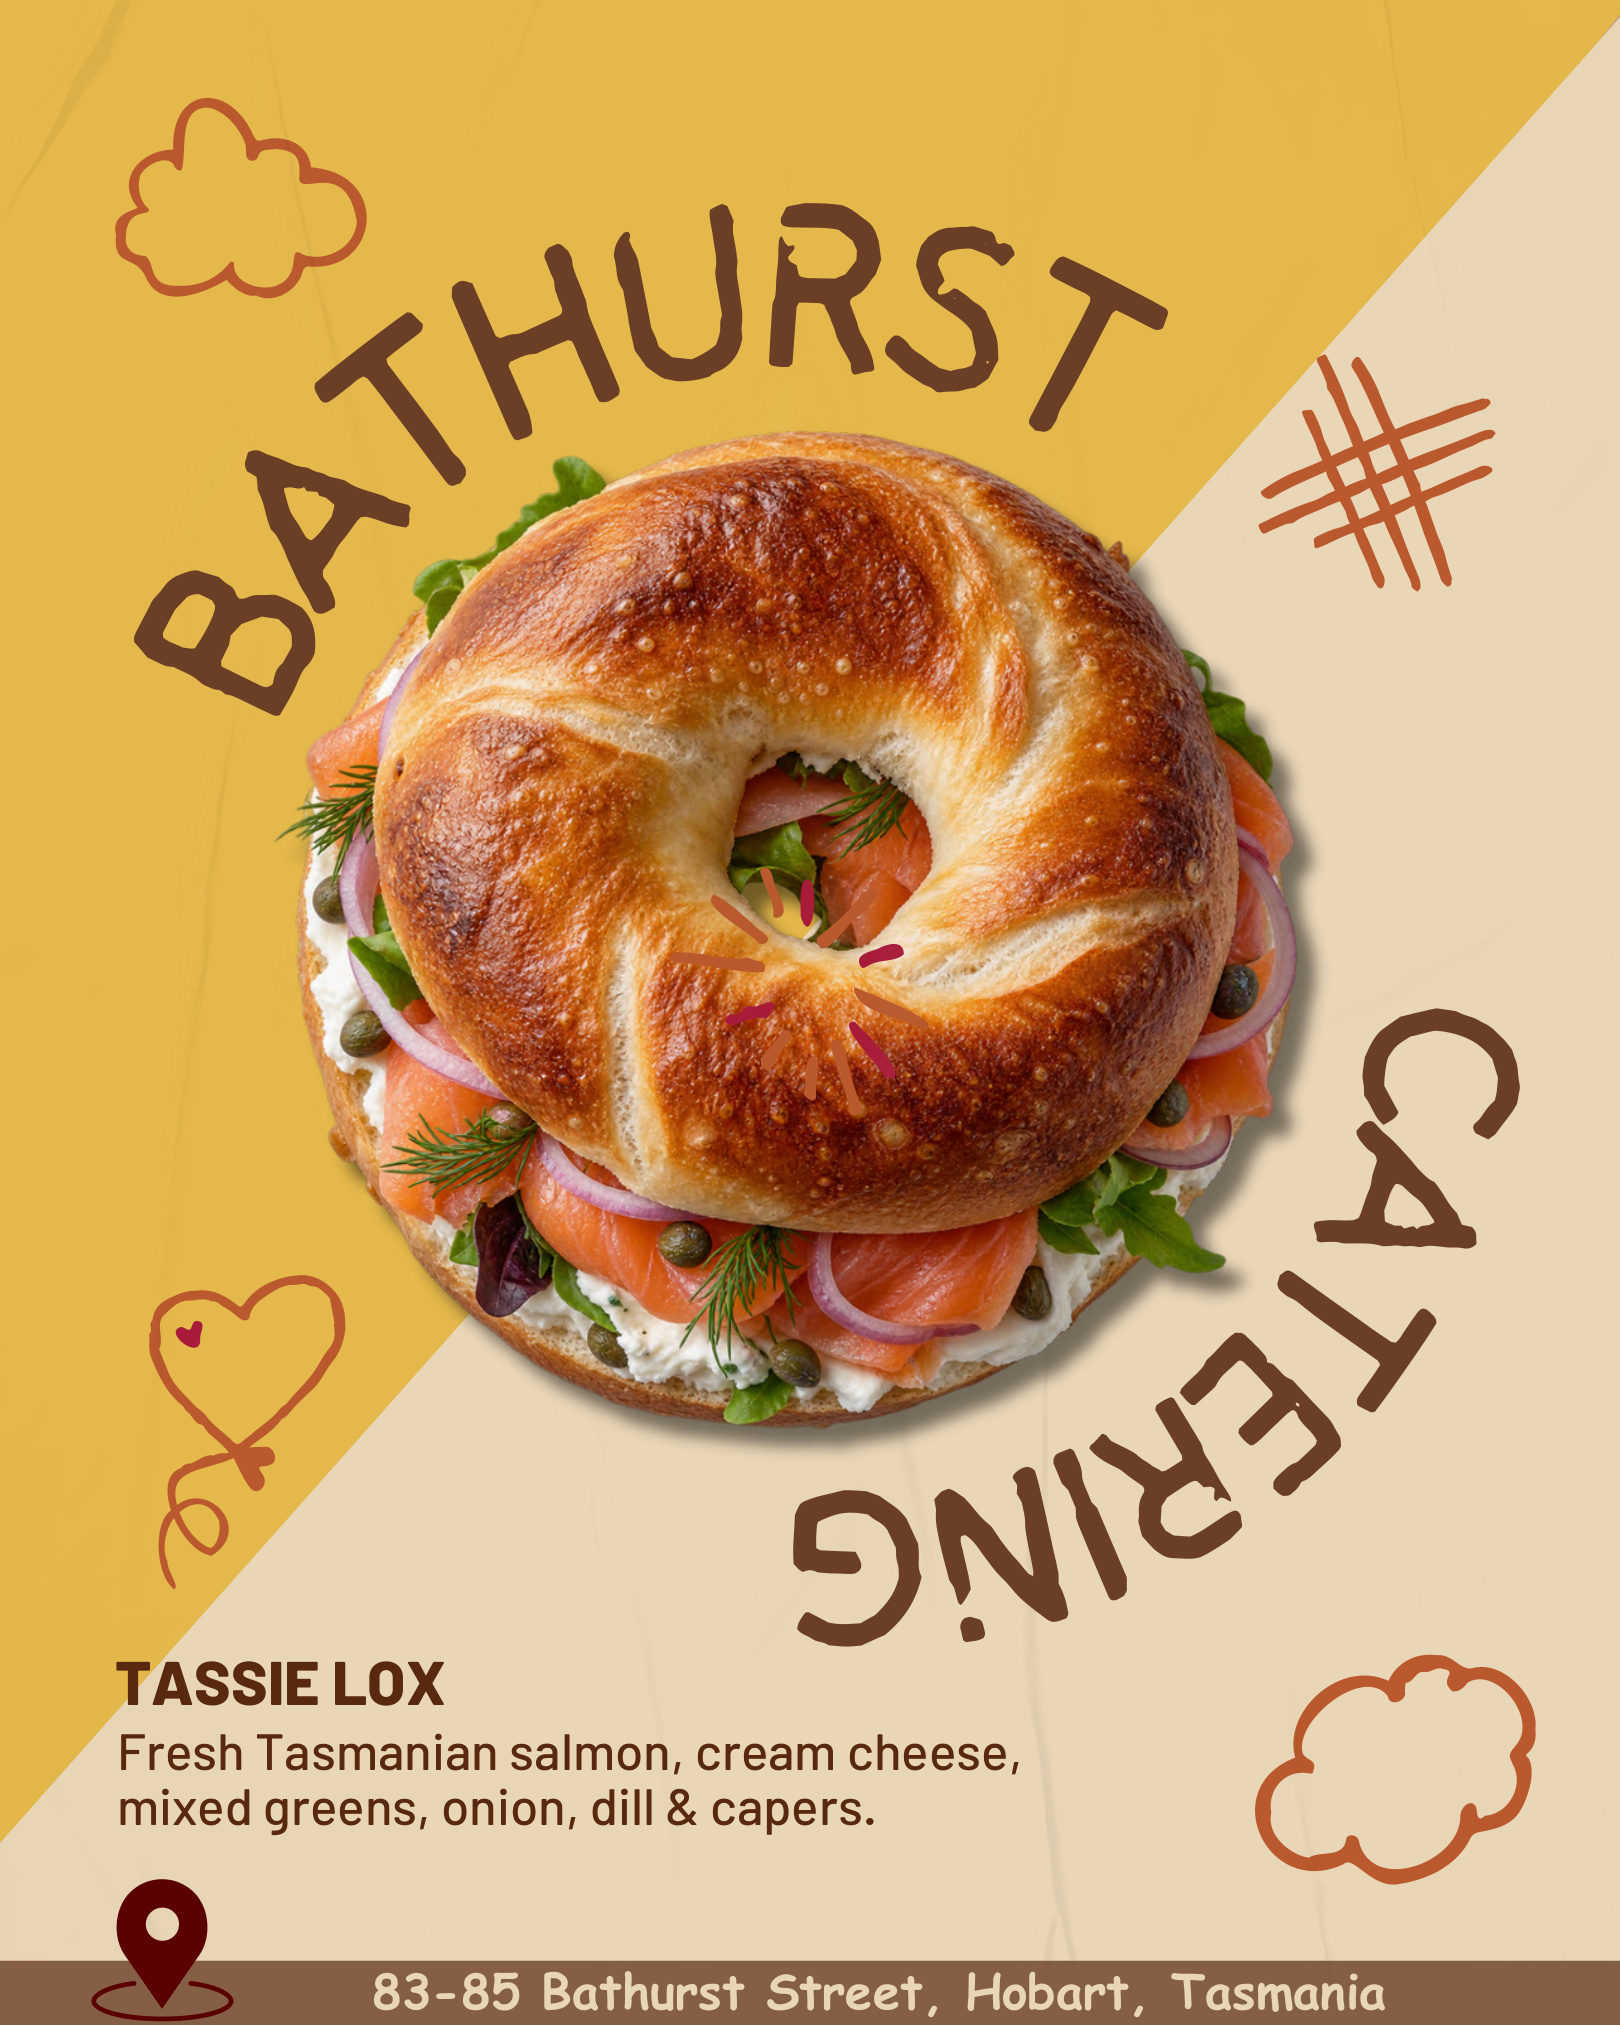 BATHURST
CATERING
TASSIE LOX
Fresh Tasmanian salmon, cream cheese,
mixed greens, onion, dill & capers.
83-85 Bathurst Street, Hobart, Tasmania